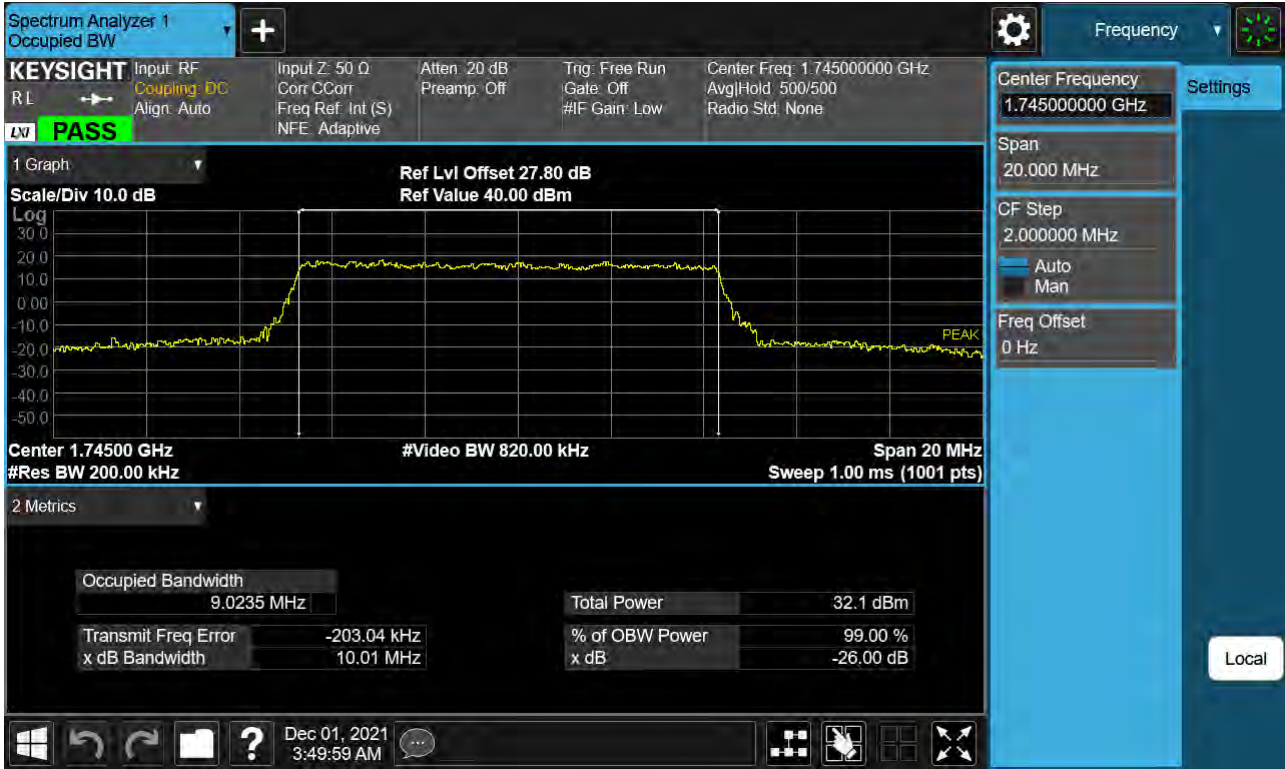 Spectrum Analyzer 1
Occupied BW
+
Frequency
KEYSIGHT
RL
LXI
PASS
Input: RF
Coupling: DC
Align: Auto
Input Z: 50 Ω
Corr CCorr
Freq Ref: Int (S)
NFE: Adaptive
Atten: 20 dB
Preamp: Off
Trig: Free Run
Gate: Off
#IF Gain: Low
Center Freq: 1.745000000 GHz
Avg|Hold: 500/500
Radio Std: None
Center Frequency
1.745000000 GHz
Settings
Span
20.000 MHz
CF Step
2.000000 MHz
Auto
Man
Freq Offset
0 Hz
1 Graph
Scale/Div 10.0 dB
Ref Lvl Offset 27.80 dB
Ref Value 40.00 dBm
Log
30.0
20.0
10.0
0.00
-10.0
-20.0
-30.0
-40.0
-50.0
PEAK
Center 1.74500 GHz
#Video BW 820.00 kHz
Span 20 MHz
#Res BW 200.00 kHz
Sweep 1.00 ms (1001 pts)
2 Metrics
Occupied Bandwidth
9.0235 MHz
Total Power 32.1 dBm
Transmit Freq Error -203.04 kHz
% of OBW Power 99.00 %
x dB Bandwidth 10.01 MHz
x dB -26.00 dB
Local
?
Dec 01, 2021
3:49:59 AM